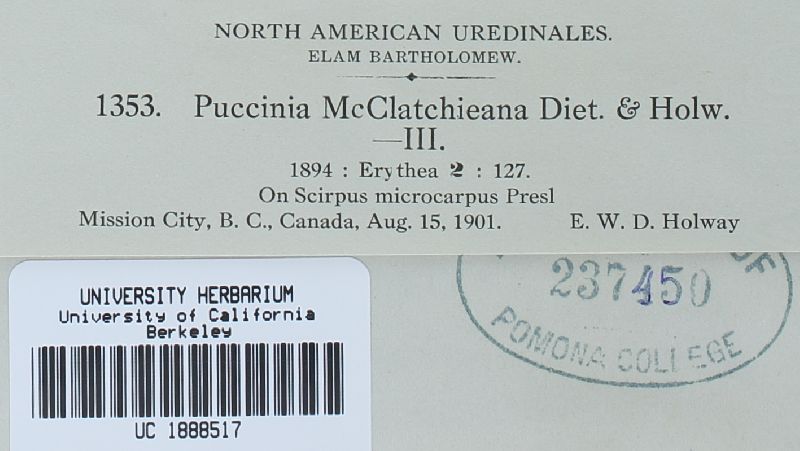 NORTH AMERICAN UREDINALES.
ELAM BARTHOLOMEW.
1353. Puccinia McClatchieana Diet. & Holw.
—III.
1894 : Erythea 2 : 127.
On Scirpus microcarpus Presl
Mission City, B. C., Canada, Aug. 15, 1901. E. W. D. Holway
OF
237450
POMONA COLLEGE
UNIVERSITY HERBARIUM
University of California
Berkeley
UC 1888517